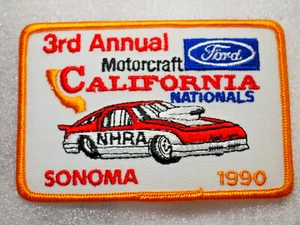 3rd Annual
Ford
Motorcraft
CALIFORNIA
NATIONALS
NHRA
SONOMA 1990